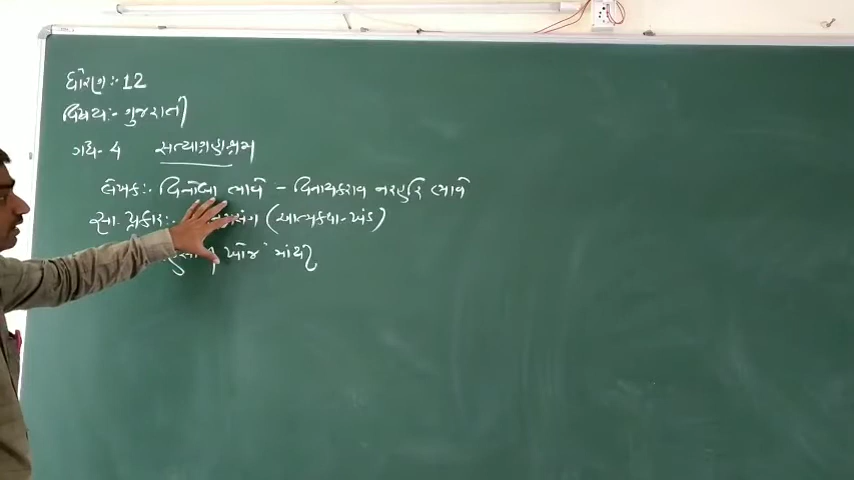 ધોરણ:- 12
વિષય:- ગુજરાતી
ગદ્ય- 4 સત્યાગ્રહાશ્રમ
લેખક:- વિનોબા ભાવે - વિનાયકરાવ નરહરિ ભાવે
સા. પ્રકાર:- (આત્મકથા-ખંડ)
ખોજ' માંથી